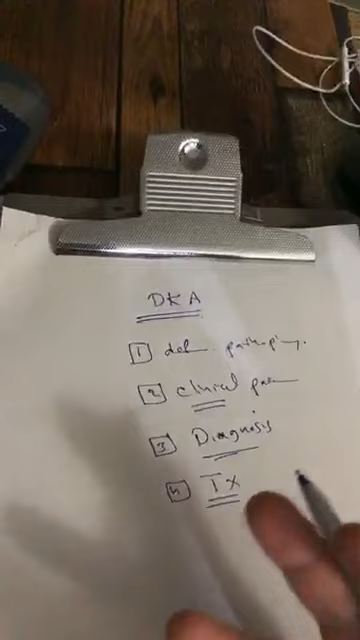 DKA
1 def. pathophy.
2 clinical
3 Diagnosis
4 TX